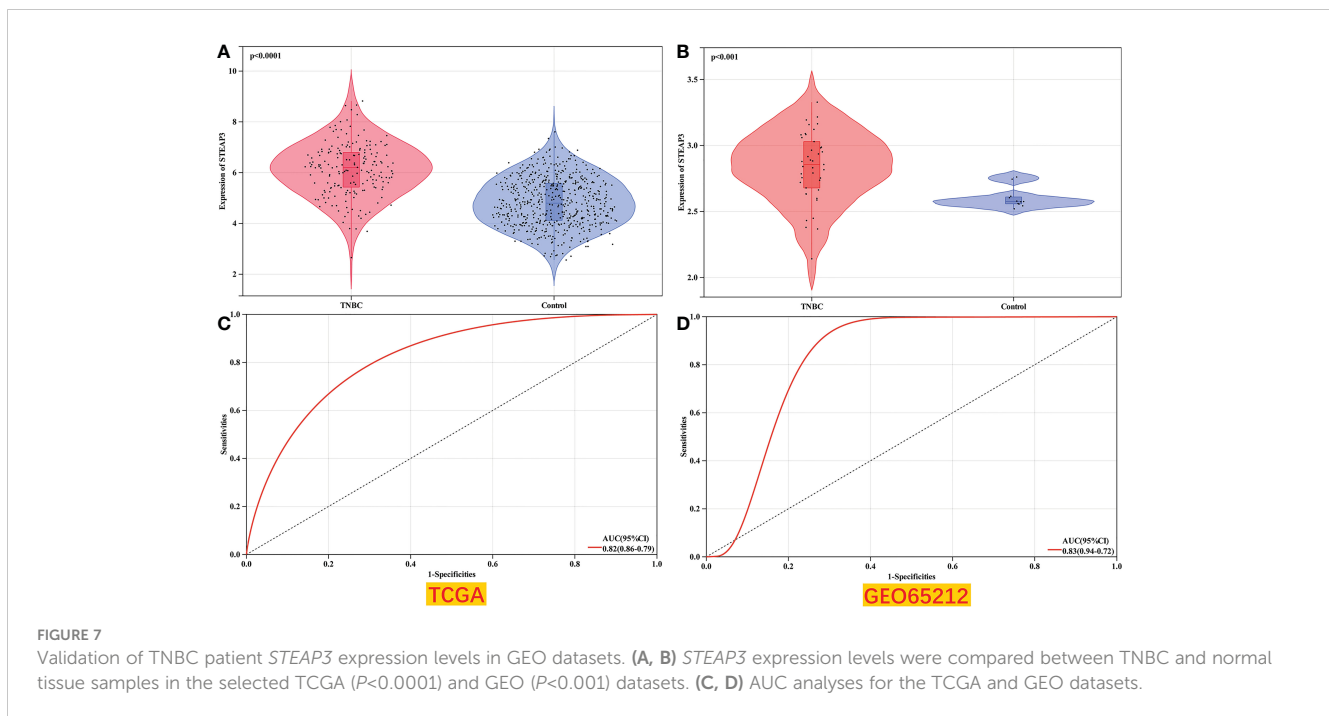 A
B
p<0.0001
p<0.001
10
8
6
4
2
Expression of STEAP3
TNBC
Control
3.5
3.0
2.5
2.0
Expression of STEAP3
TNBC
Control
C
D
1.0
0.8
0.6
0.4
0.2
0.0
Sensitivities
AUC(95%CI)
0.82(0.86-0.79)
0.0 0.2 0.4 0.6 0.8 1.0
1-Specificities
TCGA
1.0
0.8
0.6
0.4
0.2
0.0
Sensitivities
AUC(95%CI)
0.83(0.94-0.72)
0.0 0.2 0.4 0.6 0.8 1.0
1-Specificities
GEO65212
FIGURE 7
Validation of TNBC patient STEAP3 expression levels in GEO datasets. (A, B) STEAP3 expression levels were compared between TNBC and normal
tissue samples in the selected TCGA (P<0.0001) and GEO (P<0.001) datasets. (C, D) AUC analyses for the TCGA and GEO datasets.